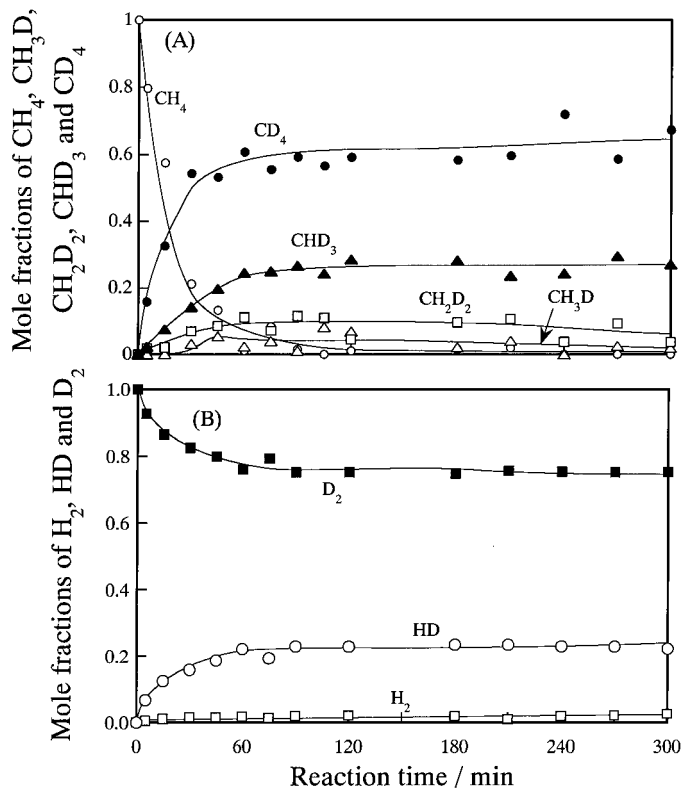 Mole fractions of CH₄, CH₃D,
CH₂D₂, CHD₃ and CD₄
1
0.8
0.6
0.4
0.2
0
(A)
CH₄
CD₄
CHD₃
CH₂D₂
CH₃D
Mole fractions of H₂, HD and D₂
1.0
0.8
0.6
0.4
0.2
0.0
(B)
D₂
HD
H₂
0 60 120 180 240 300
Reaction time / min